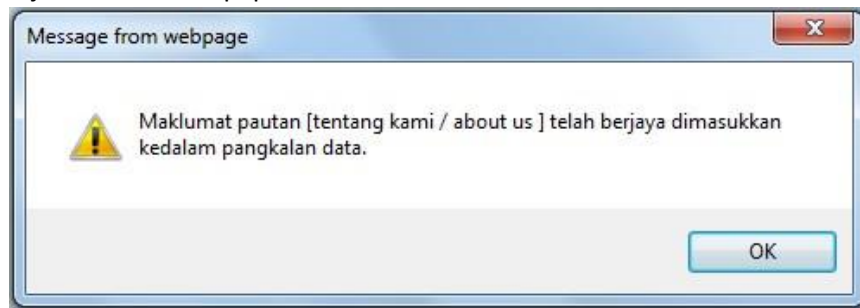 Message from webpage
Maklumat pautan [tentang kami / about us ] telah berjaya dimasukkan
kedalam pangkalan data.
OK